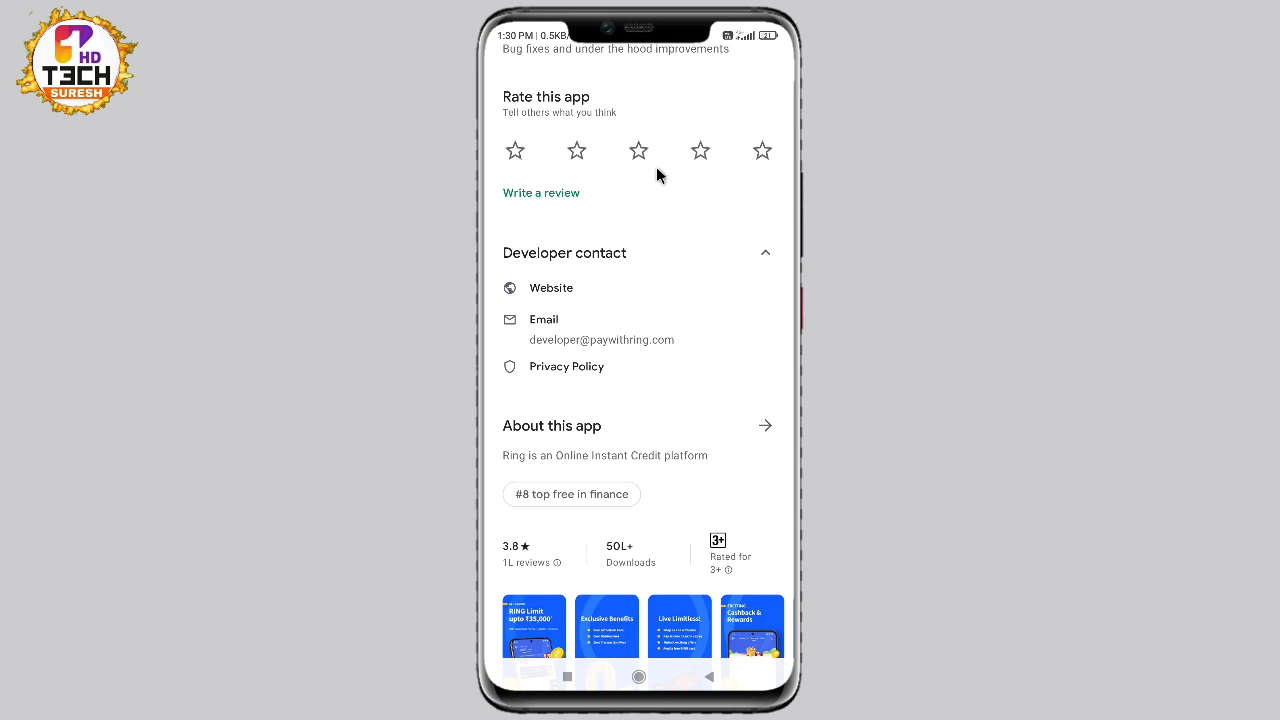 HD
T3CH
SURESH
1:30 PM | 0.5KB/
21
Bug fixes and under the hood improvements
Rate this app
Tell others what you think
Write a review
Developer contact
Website
Email
developer@paywithring.com
Privacy Policy
About this app
Ring is an Online Instant Credit platform
#8 top free in finance
3.8★
1L reviews
50L+
Downloads
3+
Rated for
3+
RING Limit
upto ₹35,000*
Exclusive Benefits
Live Limitless!
EXCITING
Cashback &
Rewards